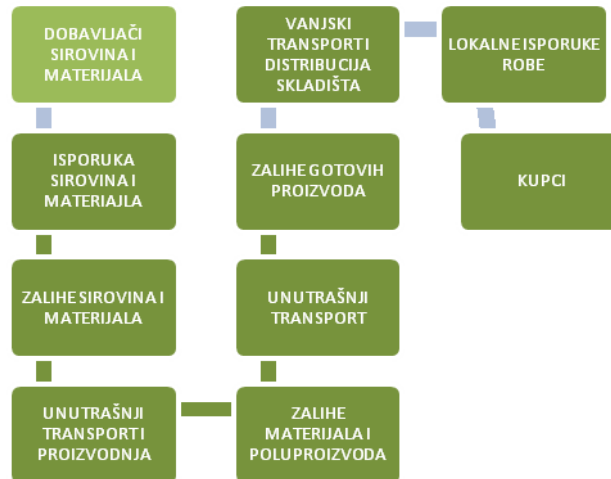 DOBAVLJAČI
SIROVINA I
MATERIJALA
ISPORUKA
SIROVINA I
MATERIAJLA
ZALIHE SIROVINA I
MATERIJALA
UNUTRAŠNJI
TRANSPORT I
PROIZVODNJA
ZALIHE
MATERIJALA I
POLUPROIZVODA
UNUTRAŠNJI
TRANSPORT
ZALIHE GOTOVIH
PROIZVODA
VANJSKI
TRANSPORT I
DISTRIBUCIJA
SKLADIŠTA
LOKALNE ISPORUKE
ROBE
KUPCI